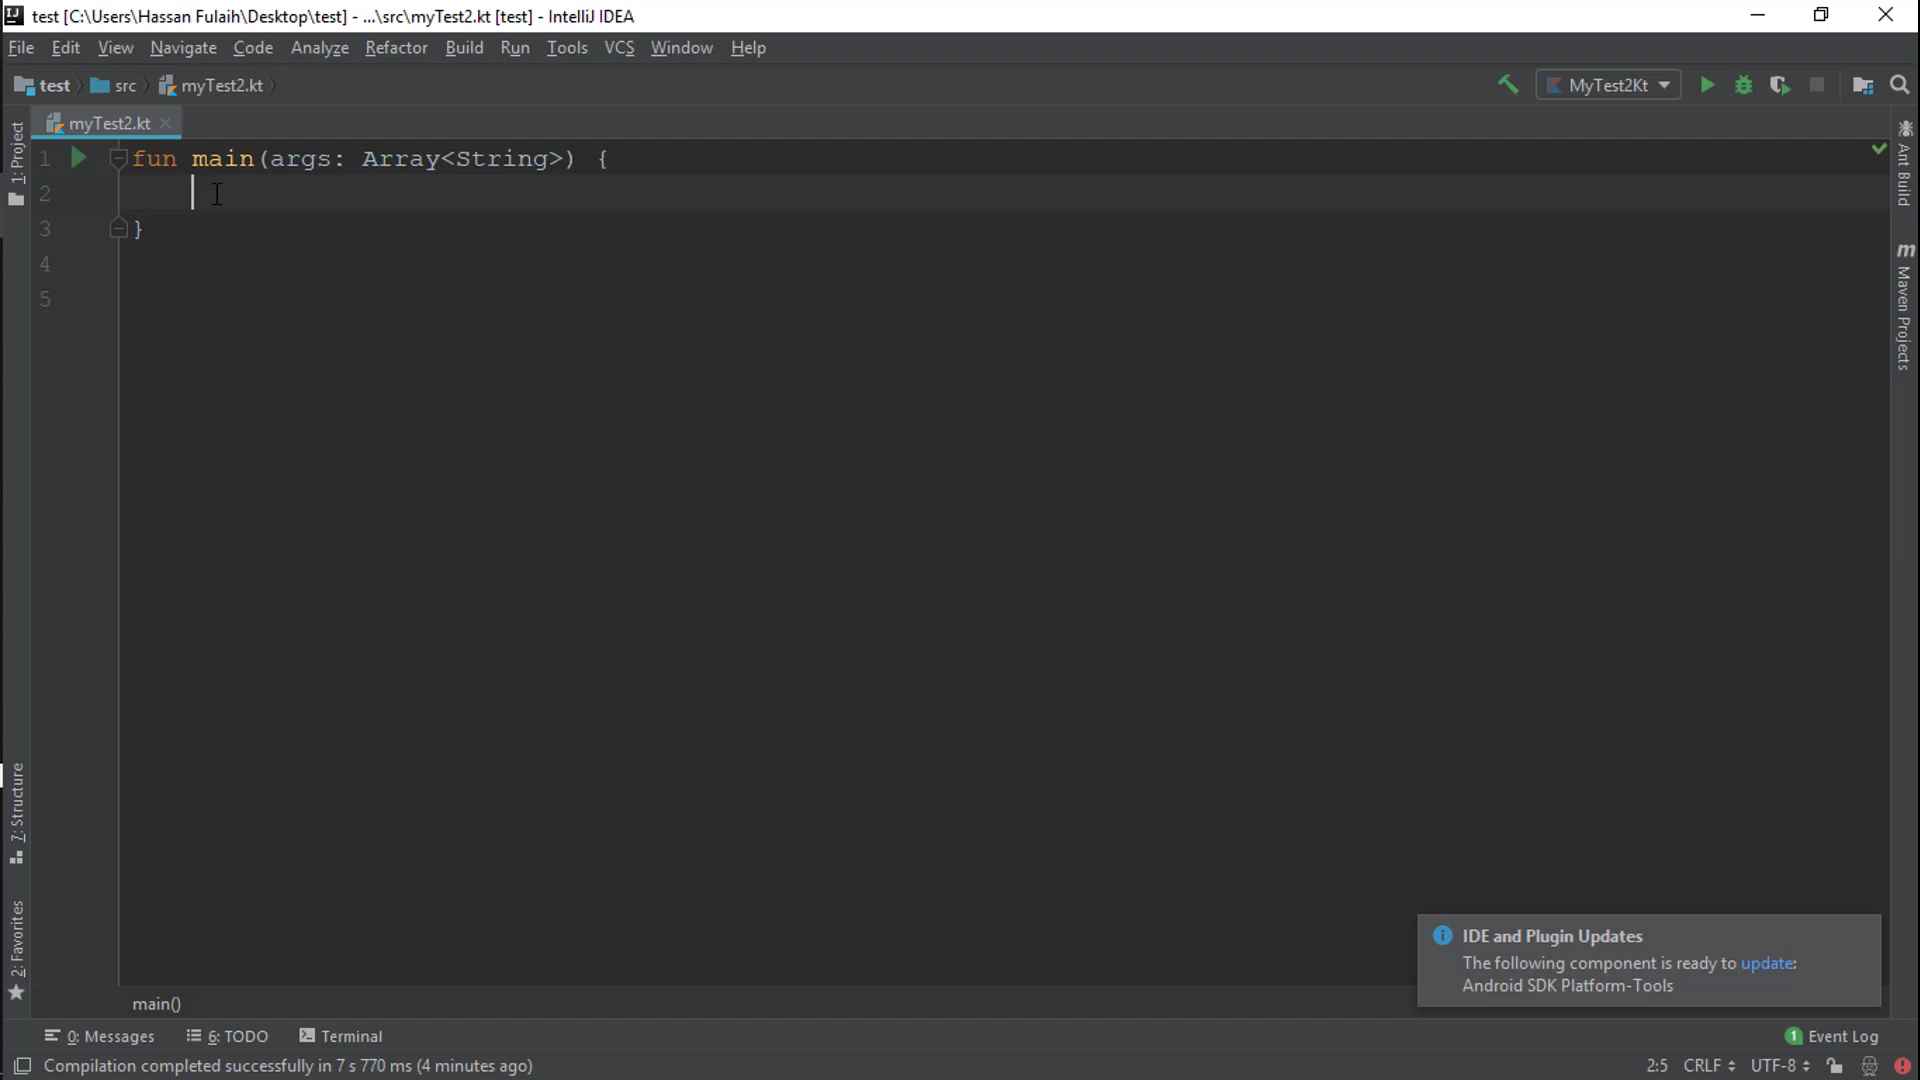 test [C:\Users\Hassan Fulaih\Desktop\test] - ...\src\myTest2.kt [test] - IntelliJ IDEA
File Edit View Navigate Code Analyze Refactor Build Run Tools VCS Window Help
test src myTest2.kt MyTest2Kt
myTest2.kt
1: Project
Ant Build
Maven Projects
1 fun main(args: Array<String>) {
2
3 }
4
5
7: Structure
2: Favorites
IDE and Plugin Updates
The following component is ready to update:
Android SDK Platform-Tools
main()
0: Messages 6: TODO Terminal 1 Event Log
Compilation completed successfully in 7 s 770 ms (4 minutes ago) 2:5 CRLF UTF-8